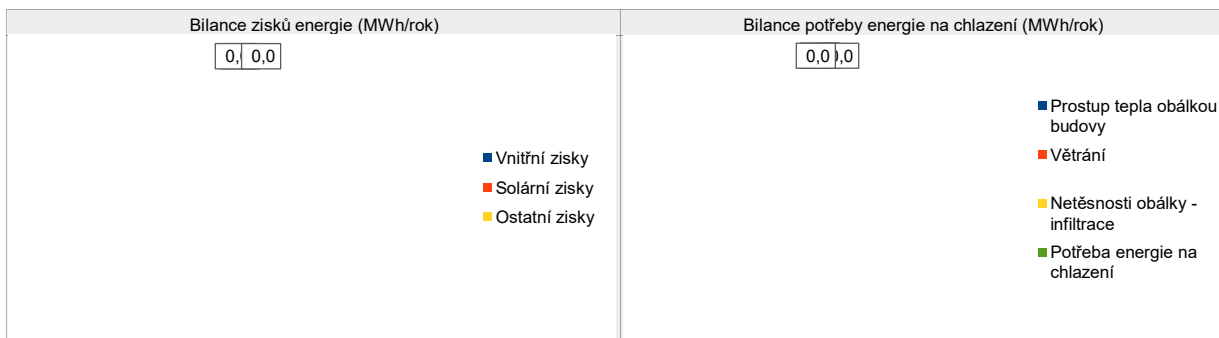 Bilance zisků energie (MWh/rok)
Bilance potřeby energie na chlazení (MWh/rok)
0,0
0,0
Prostup tepla obálkou
budovy
Vnitřní zisky
Větrání
Solární zisky
Ostatní zisky
Netěsnosti obálky -
infiltrace
Potřeba energie na
chlazení